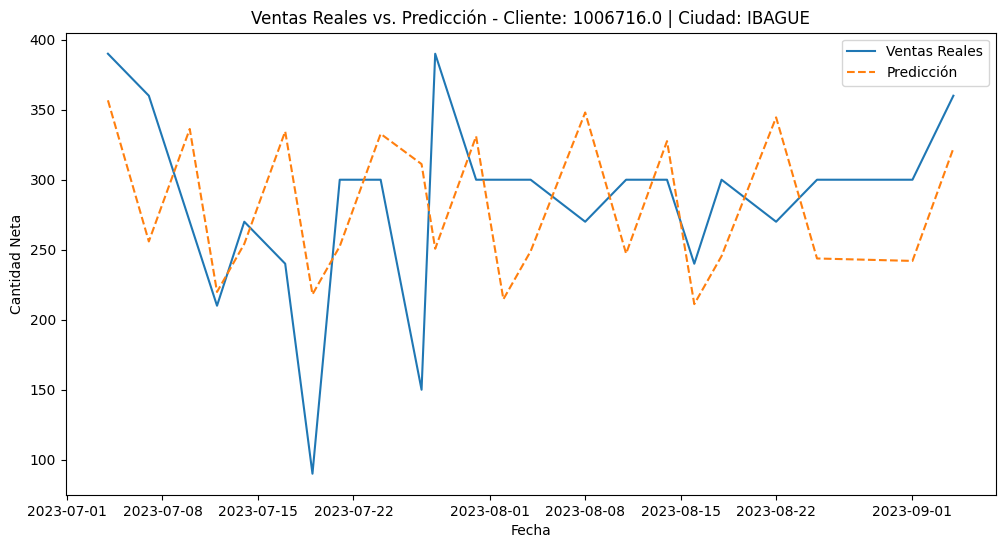 Ventas Reales vs. Predicción - Cliente: 1006716.0 | Ciudad: IBAGUE
Ventas Reales
Predicción
Cantidad Neta
400
350
300
250
200
150
100
2023-07-01 2023-07-08 2023-07-15 2023-07-22 2023-08-01 2023-08-08 2023-08-15 2023-08-22 2023-09-01
Fecha